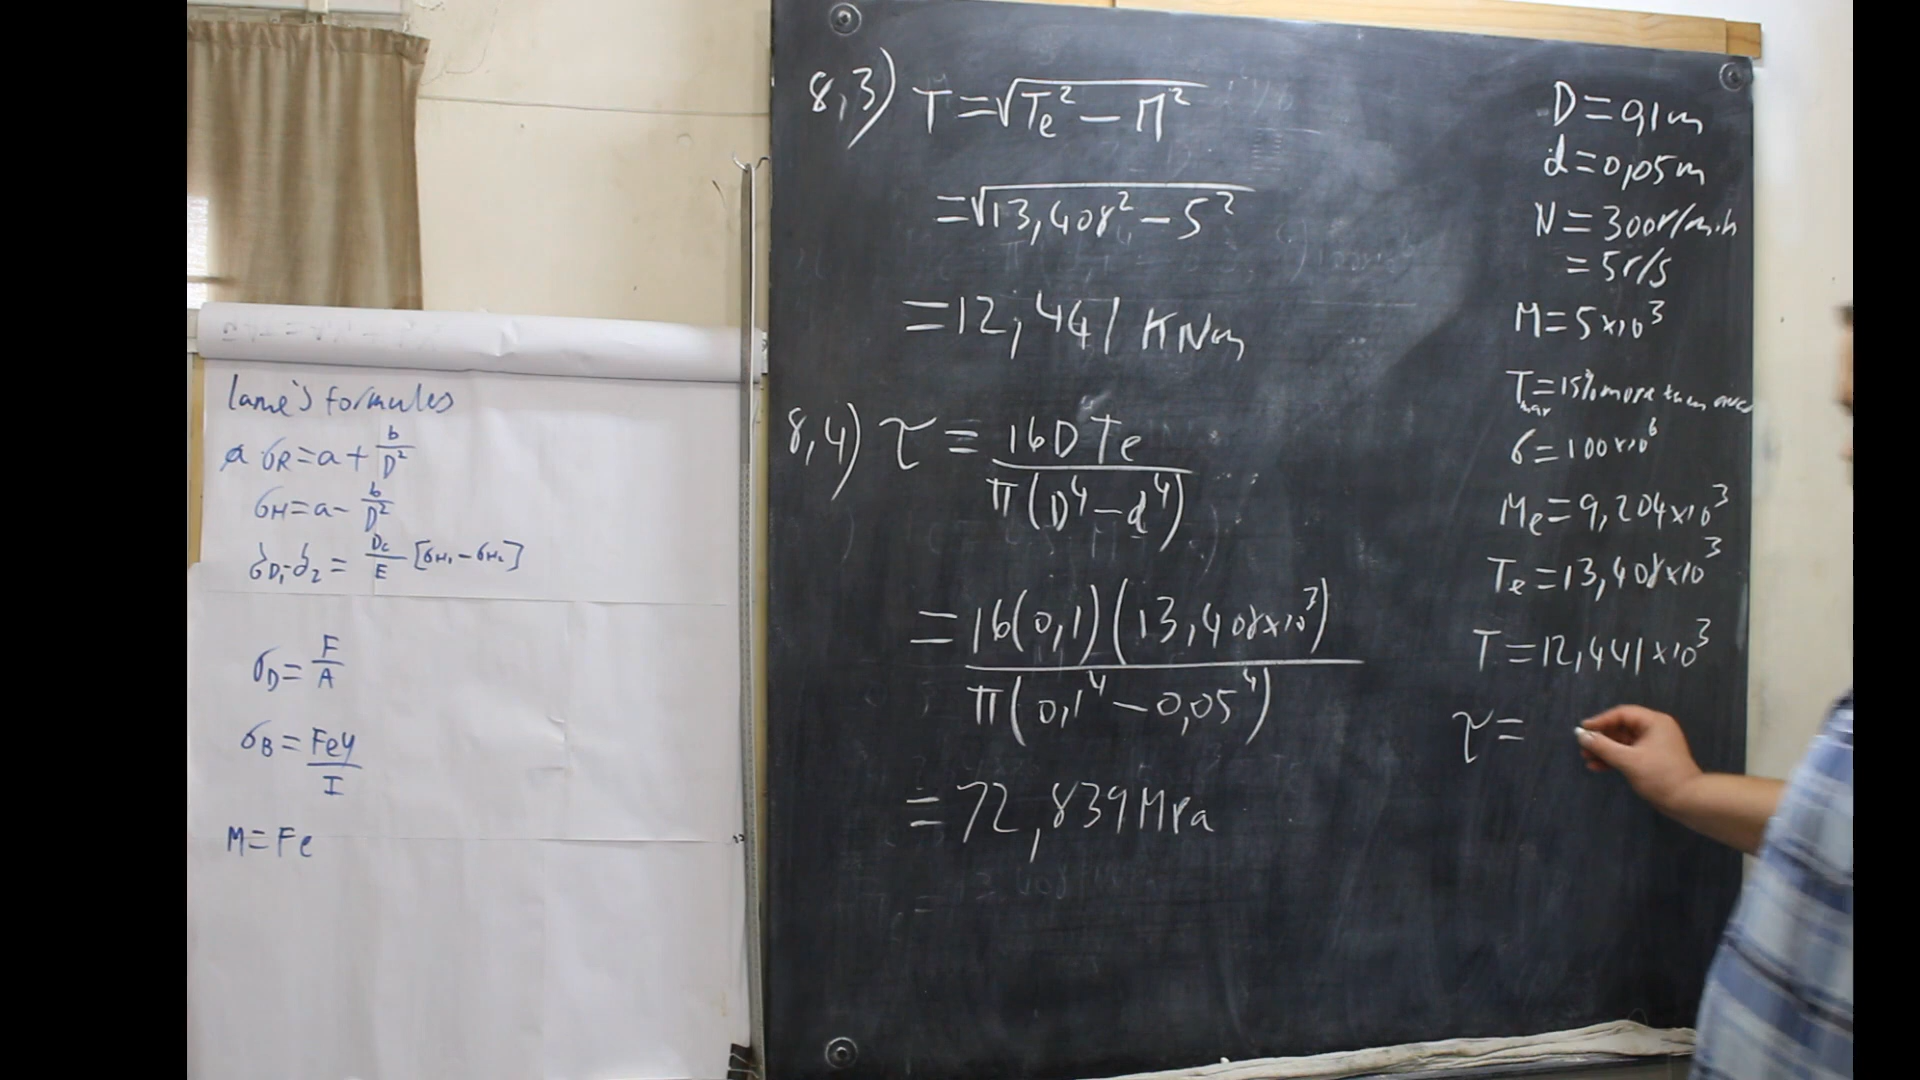 Lame's formules
σR = a + b/D²
σH = a - b/D²
δD₁-δ₂ = Dc/E [σH₁ - σH₂]
σD = F/A
σB = Fey/I
M = Fe
8,3) T = √Te² - M²
= √13,408² - 5²
= 12,441 KNm
8,4) τ = 16DTe / π(D⁴ - d⁴)
= 16(0,1)(13,408×10³) / π(0,1⁴ - 0,05⁴)
= 72,839 MPa
D = 0,1m
d = 0,05m
N = 300r/min
= 5r/s
M = 5×10³
Tmax = 15% more than
σ = 100×10⁶
Me = 9,204×10³
Te = 13,408×10³
T = 12,441×10³
τ =